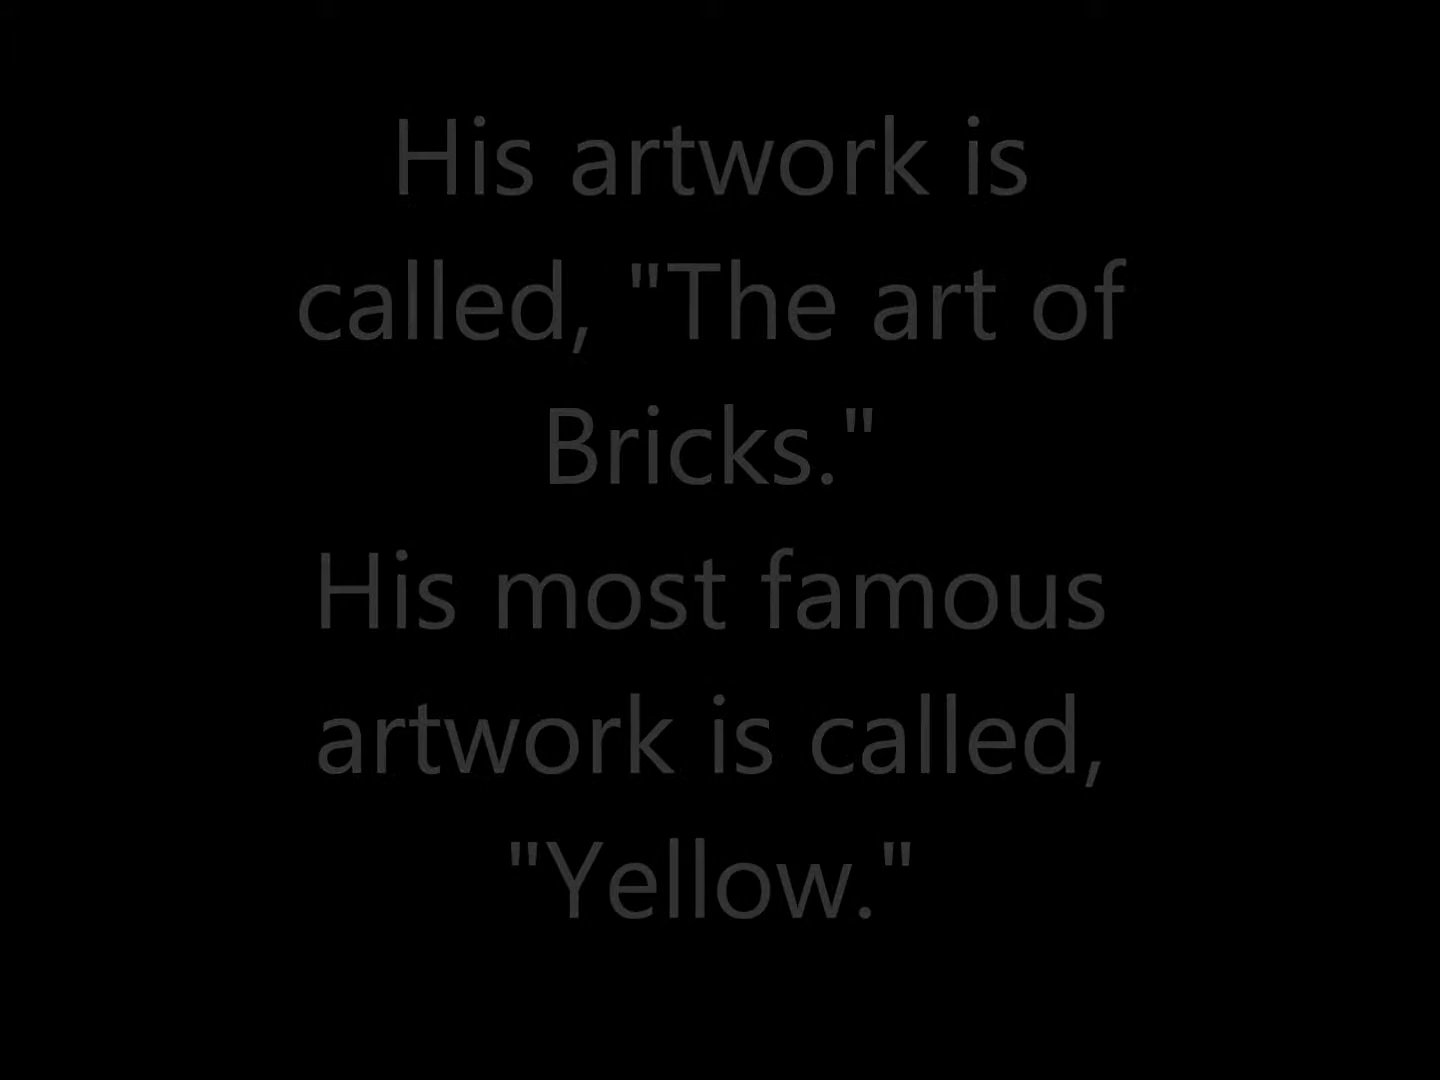 His artwork is
called, "The art of
Bricks."
His most famous
artwork is called,
"Yellow."